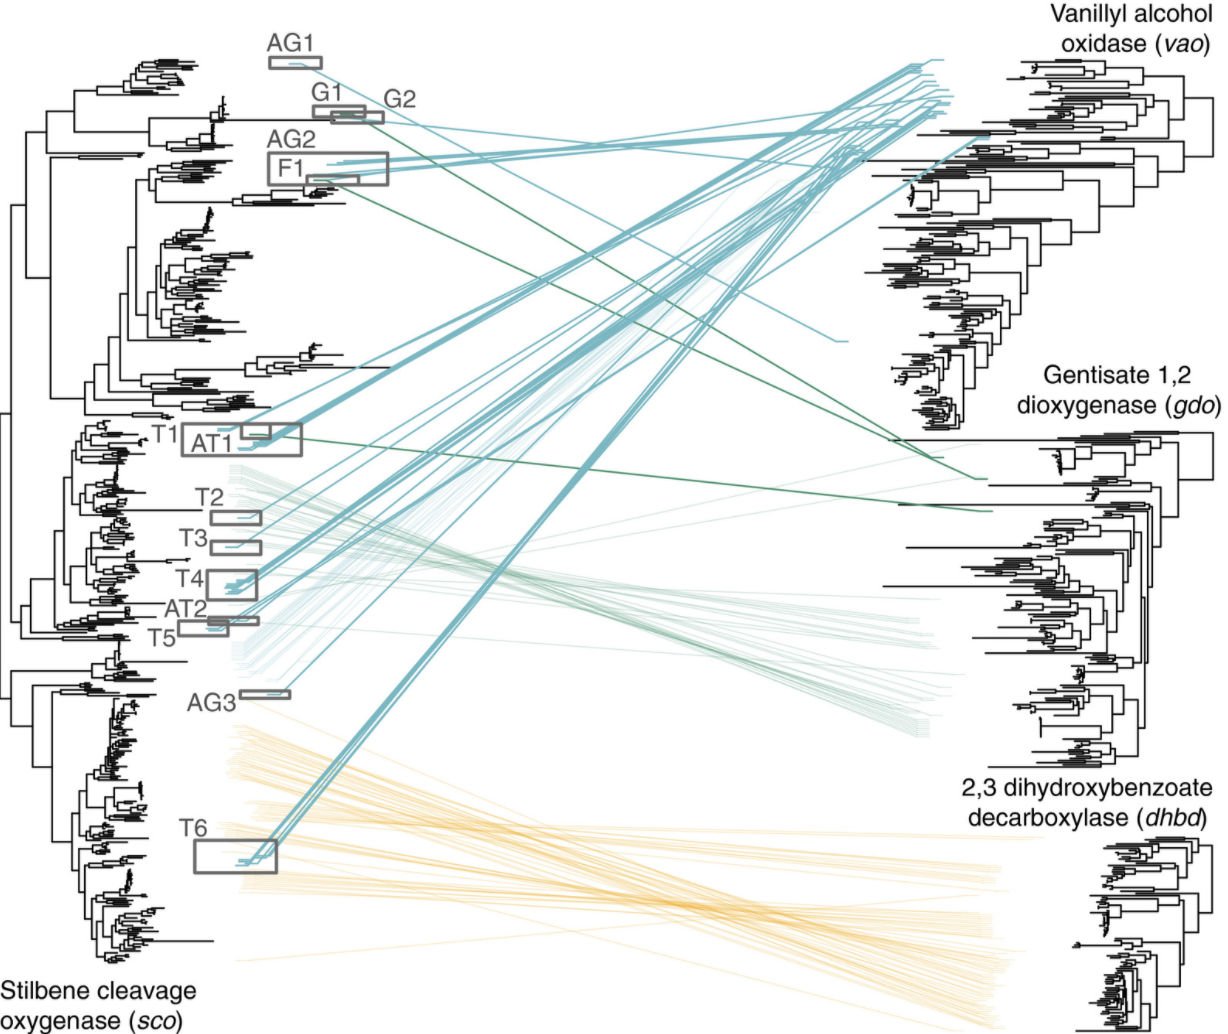 Vanillyl alcohol
oxidase (vao)
AG1
G1
G2
AG2
F1
Gentisate 1,2
dioxygenase (gdo)
T1
AT1
T2
T3
T4
AT2
T5
AG3
2,3 dihydroxybenzoate
decarboxylase (dhbd)
T6
Stilbene cleavage
oxygenase (sco)